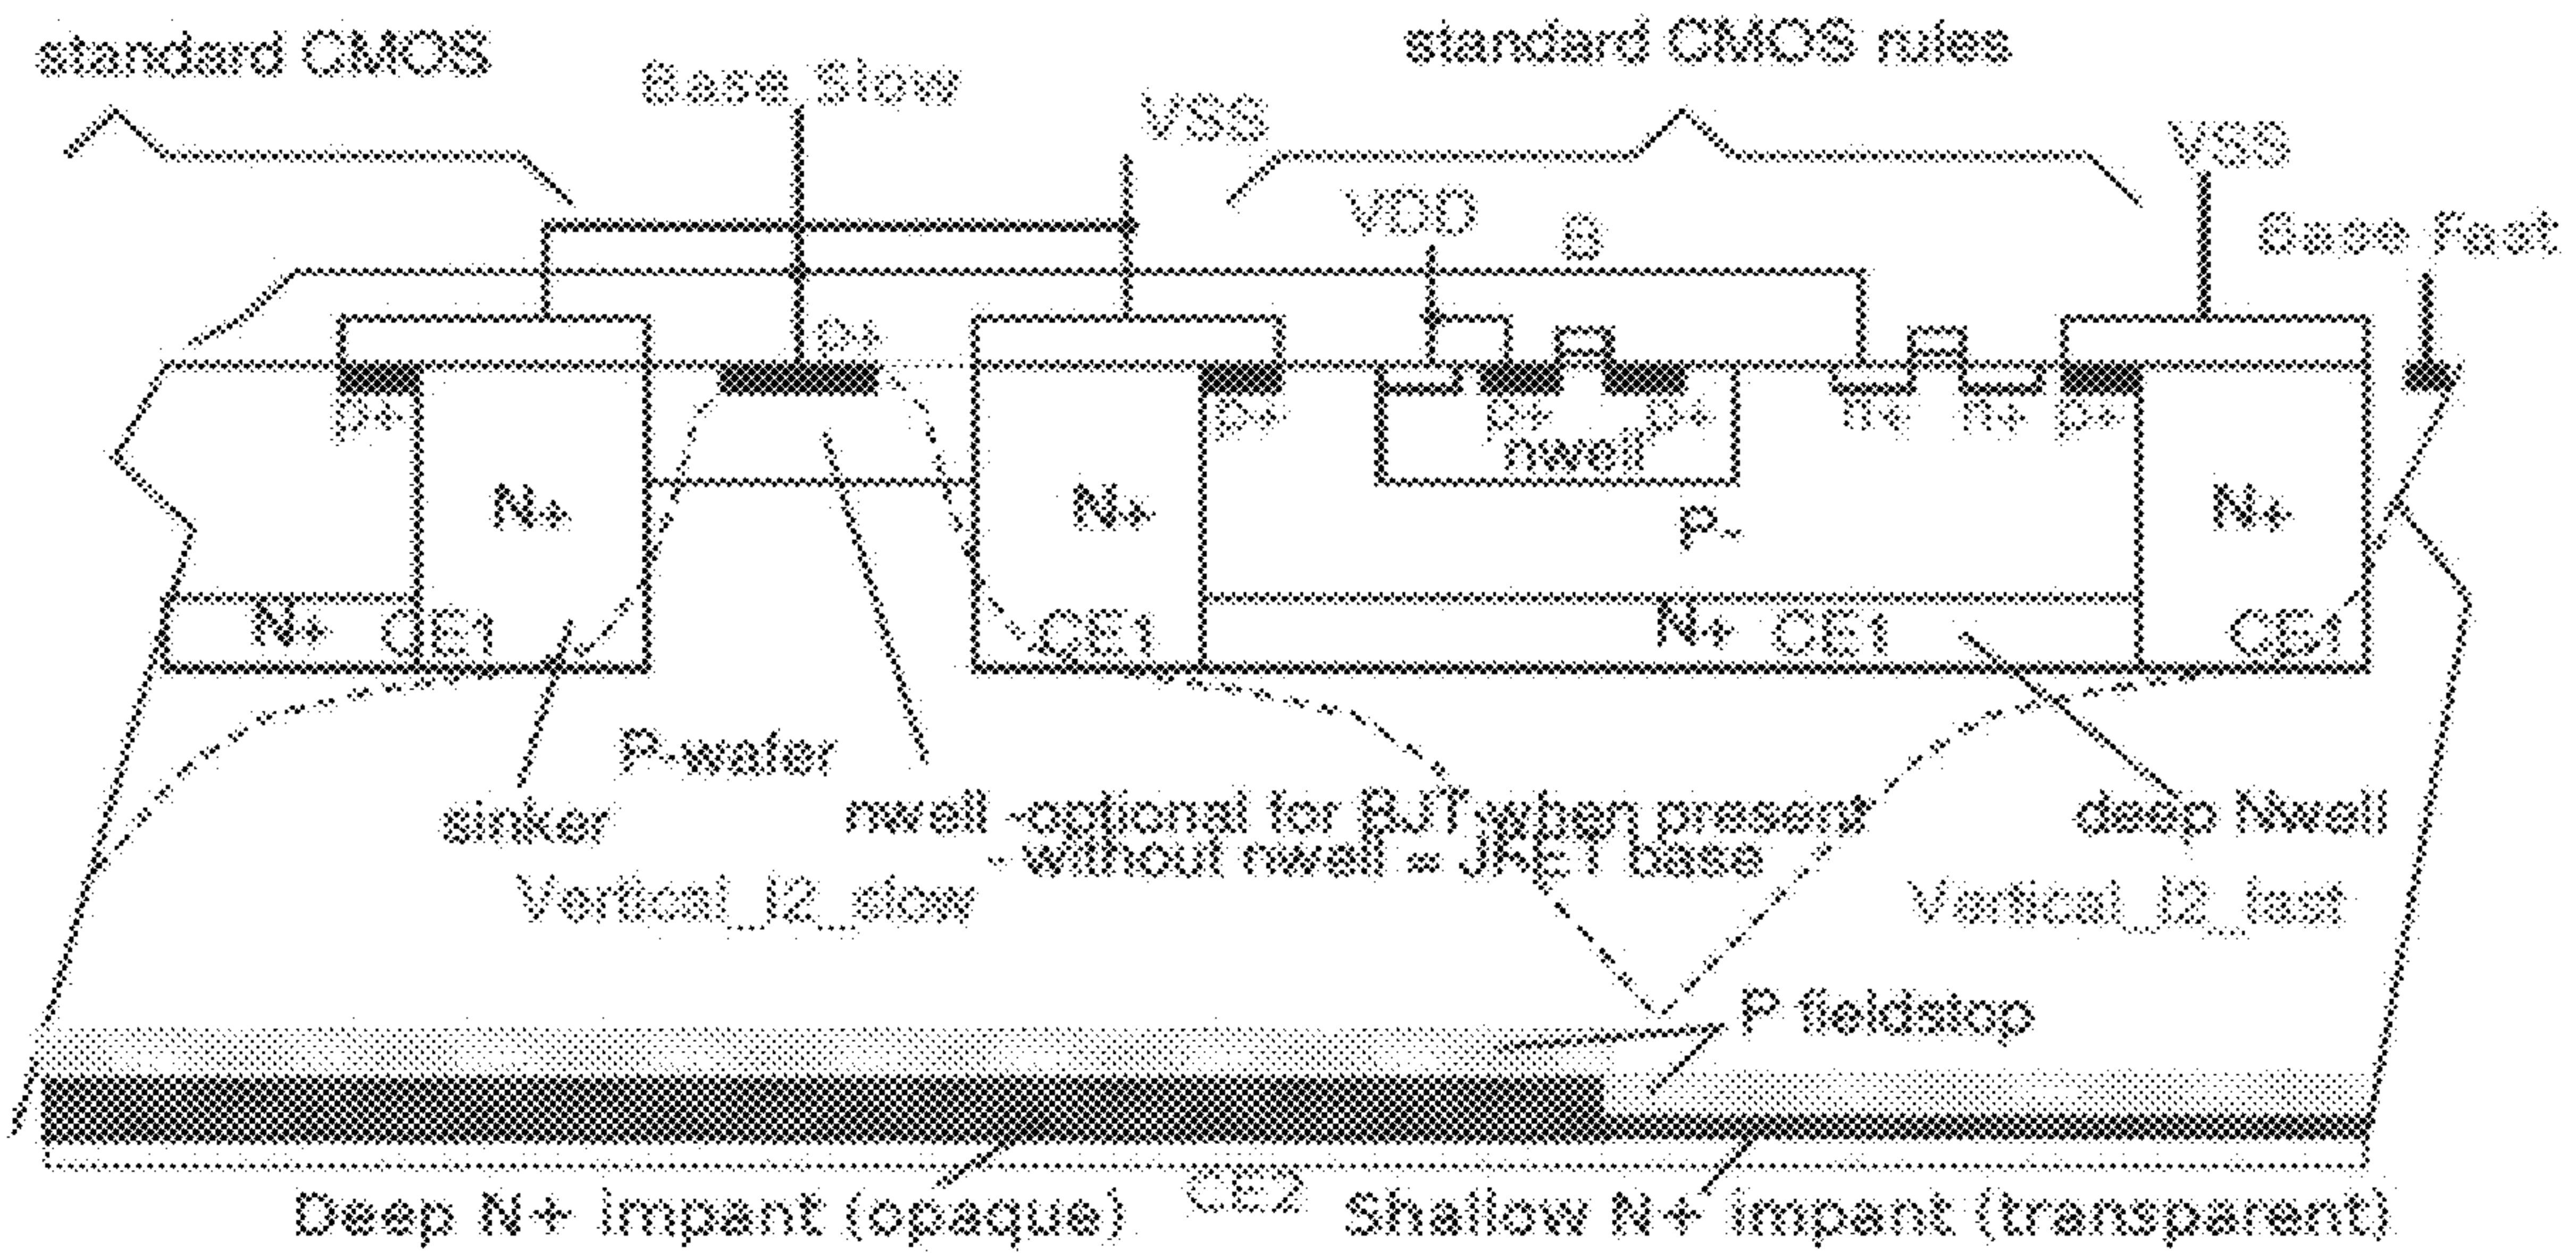 standard CMOS
standard CMOS rules
Base Slow
VSS
VSS
VDD
S
Base Fast
p+
p+
p+
p+
p+
n+
n+
p+
nwell
N+
N+
P-
N+
N+
CE1
CE1
N+
CE1
CE1
P-wafer
sinker
nwell -optional for BJT when present
- without nwell = JFET base
deep Nwell
Vertical_j2_slow
Vertical_j2_fast
P fieldstop
CE2
Deep N+ impant (opaque)
Shallow N+ impant (transparent)